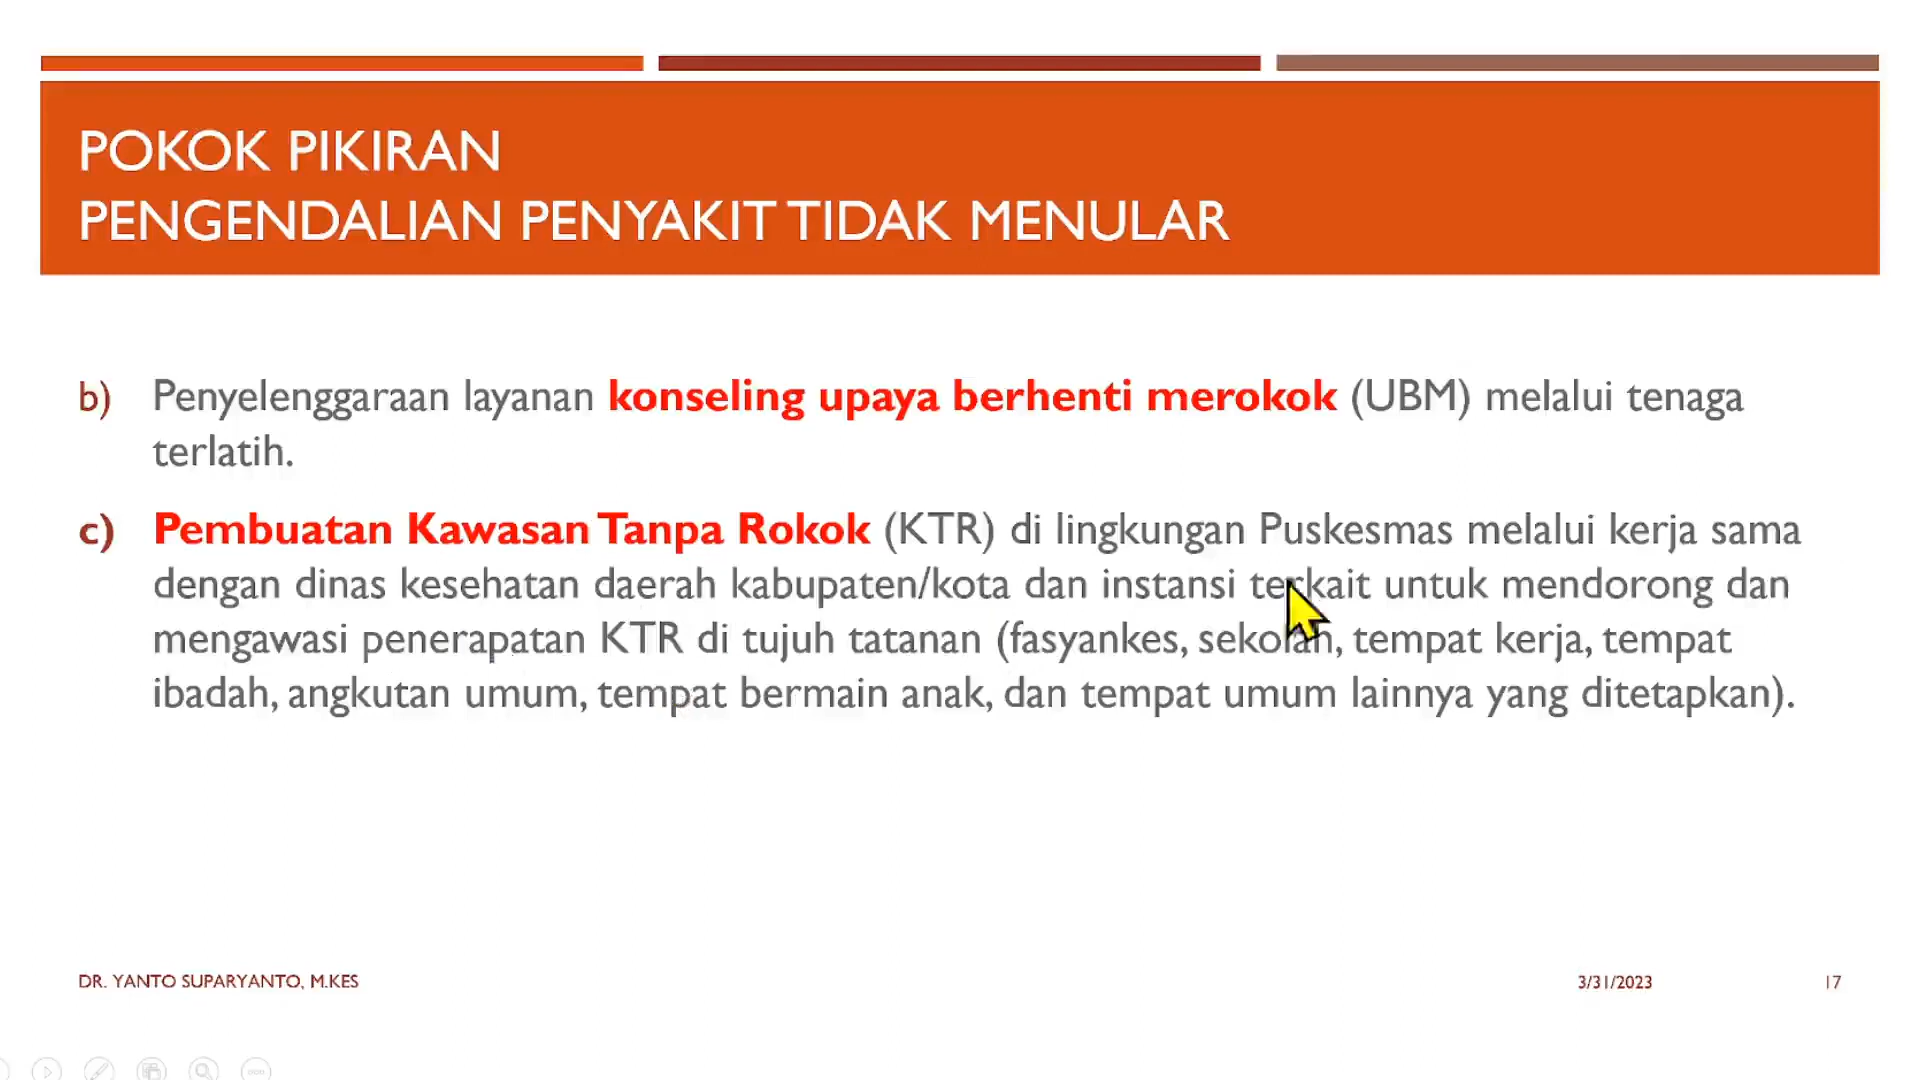 POKOK PIKIRAN
PENGENDALIAN PENYAKIT TIDAK MENULAR
b) Penyelenggaraan layanan konseling upaya berhenti merokok (UBM) melalui tenaga
terlatih.
c) Pembuatan Kawasan Tanpa Rokok (KTR) di lingkungan Puskesmas melalui kerja sama
dengan dinas kesehatan daerah kabupaten/kota dan instansi terkait untuk mendorong dan
mengawasi penerapatan KTR di tujuh tatanan (fasyankes, sekolah, tempat kerja, tempat
ibadah, angkutan umum, tempat bermain anak, dan tempat umum lainnya yang ditetapkan).
DR. YANTO SUPARYANTO, M.KES
3/31/2023
17